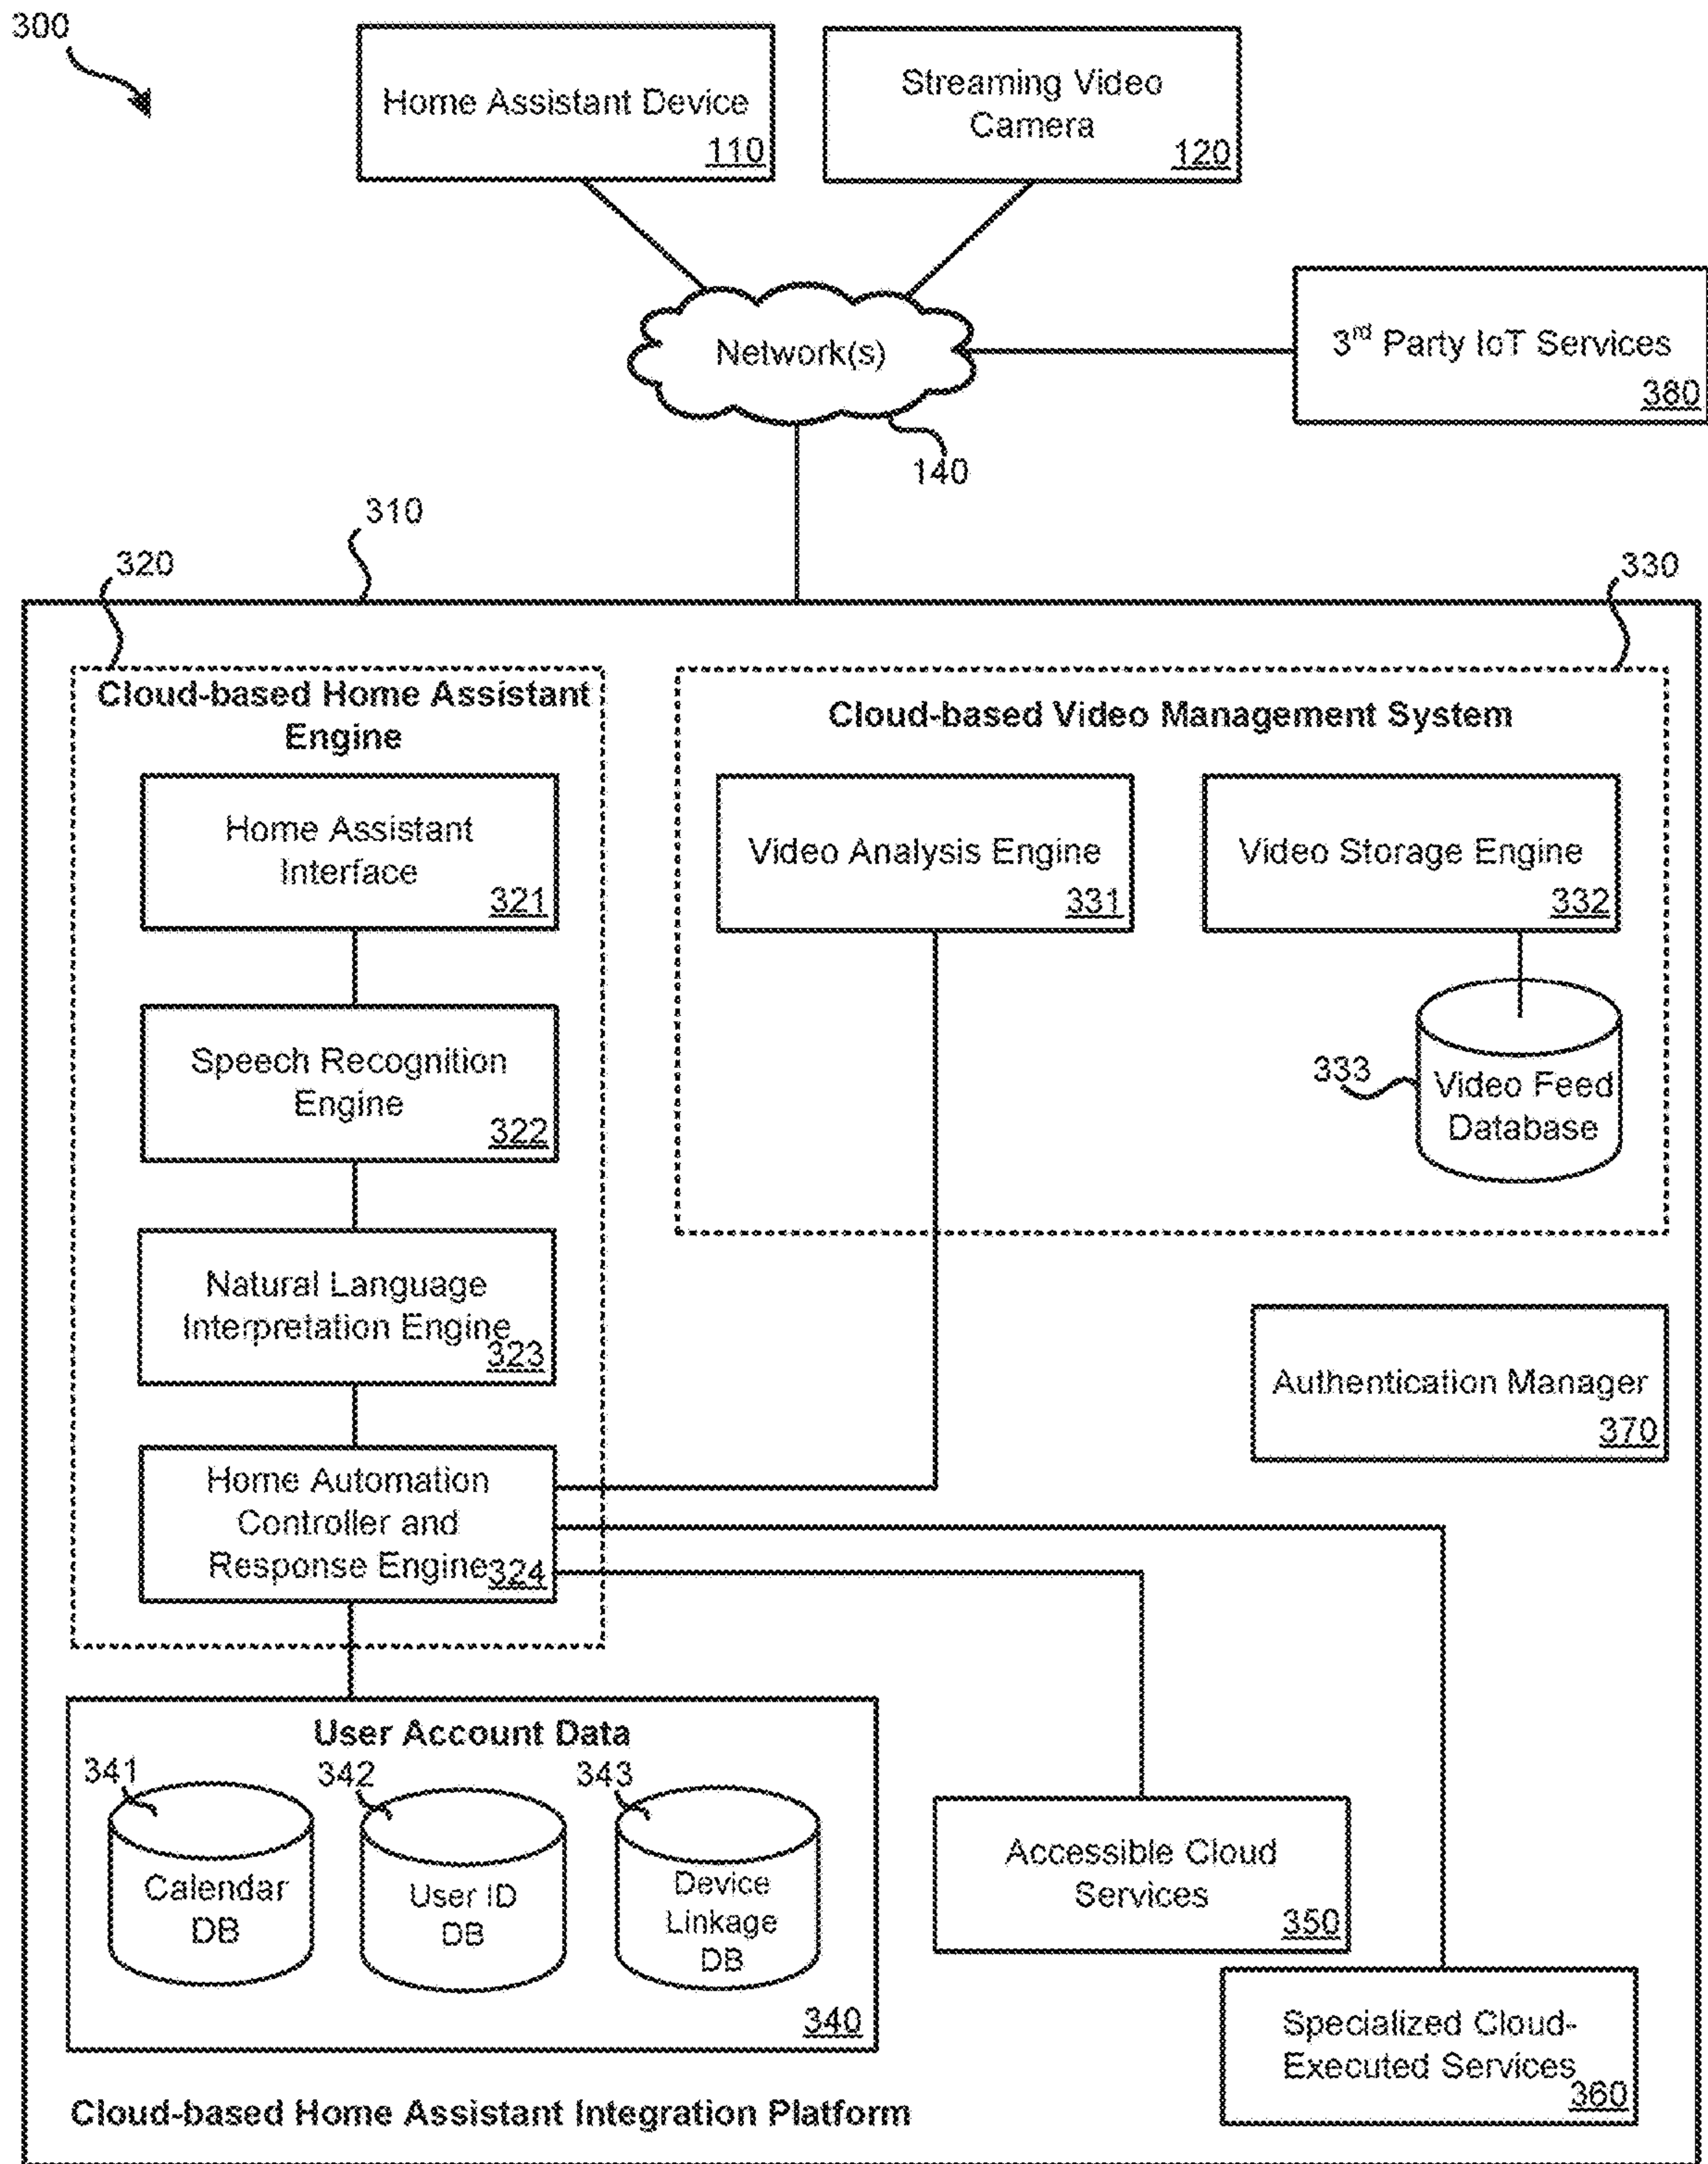 300
Home Assistant Device
110
Streaming Video
Camera
120
Network(s)
140
3rd Party IoT Services
380
310
320
330
Cloud-based Home Assistant
Engine
Home Assistant
Interface
321
Speech Recognition
Engine
322
Natural Language
Interpretation Engine
323
Home Automation
Controller and
Response Engine
324
Cloud-based Video Management System
Video Analysis Engine
331
Video Storage Engine
332
333
Video Feed
Database
Authentication Manager
370
User Account Data
341
Calendar
DB
342
User ID
DB
343
Device
Linkage
DB
340
Accessible Cloud
Services
350
Specialized Cloud-
Executed Services
360
Cloud-based Home Assistant Integration Platform